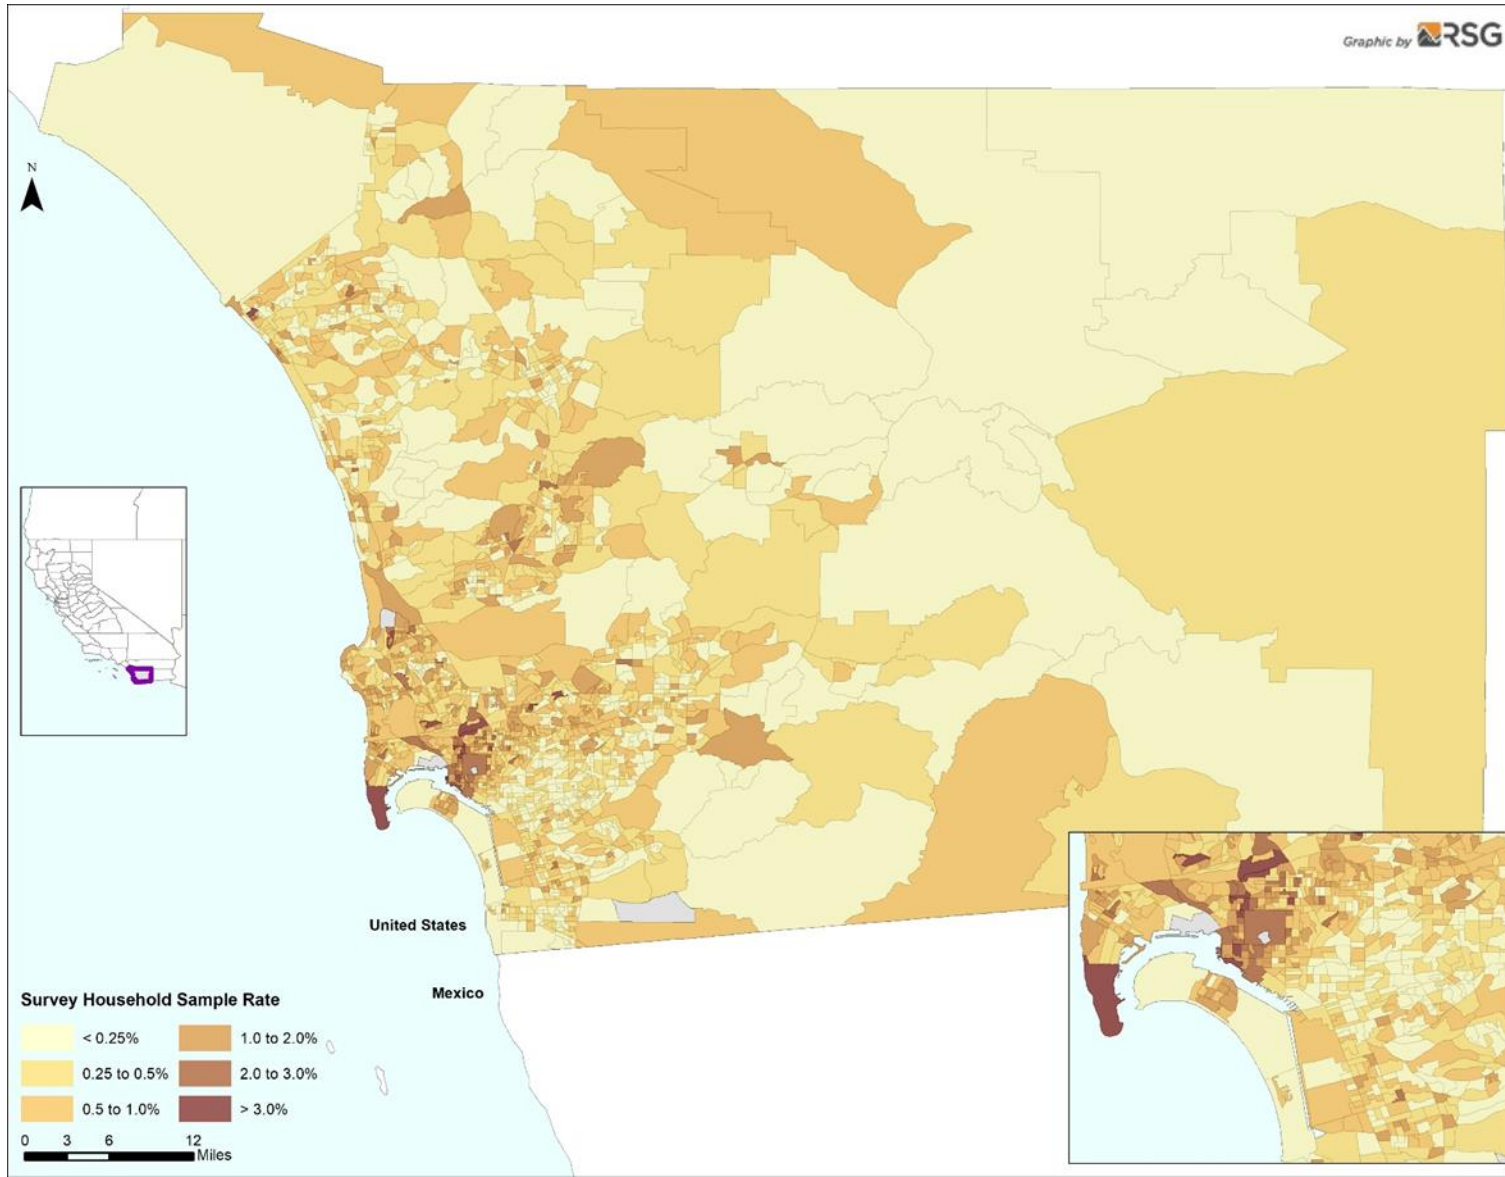 Graphic by RSG
N
United States
Mexico
Survey Household Sample Rate
< 0.25%
1.0 to 2.0%
0.25 to 0.5%
2.0 to 3.0%
0.5 to 1.0%
> 3.0%
0 3 6 12
Miles